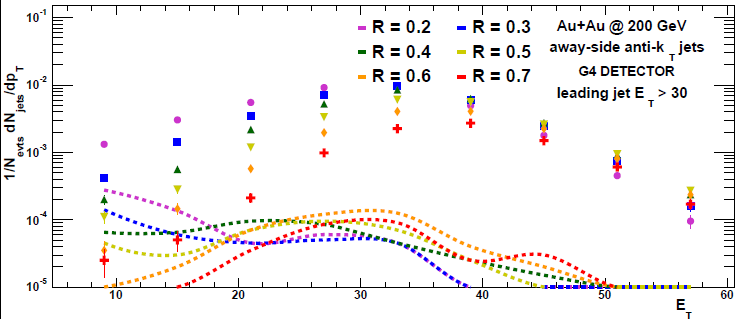 10^-1
10^-2
10^-3
10^-4
10^-5
1/N_evts dN_jets/dp_T
R = 0.2 R = 0.3
R = 0.4 R = 0.5
R = 0.6 R = 0.7
Au+Au @ 200 GeV
away-side anti-k_T jets
G4 DETECTOR
leading jet E_T > 30
10 20 30 40 50 60
E_T